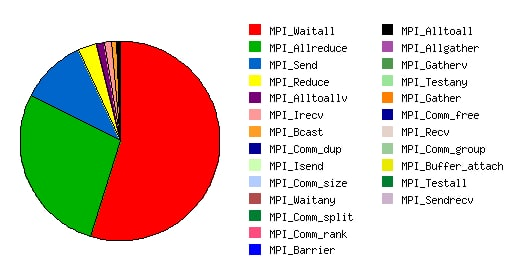 MPI_Waitall
MPI_Allreduce
MPI_Send
MPI_Reduce
MPI_Alltoallv
MPI_Irecv
MPI_Bcast
MPI_Comm_dup
MPI_Isend
MPI_Comm_size
MPI_Waitany
MPI_Comm_split
MPI_Comm_rank
MPI_Barrier
MPI_Alltoall
MPI_Allgather
MPI_Gatherv
MPI_Testany
MPI_Gather
MPI_Comm_free
MPI_Recv
MPI_Comm_group
MPI_Buffer_attach
MPI_Testall
MPI_Sendrecv